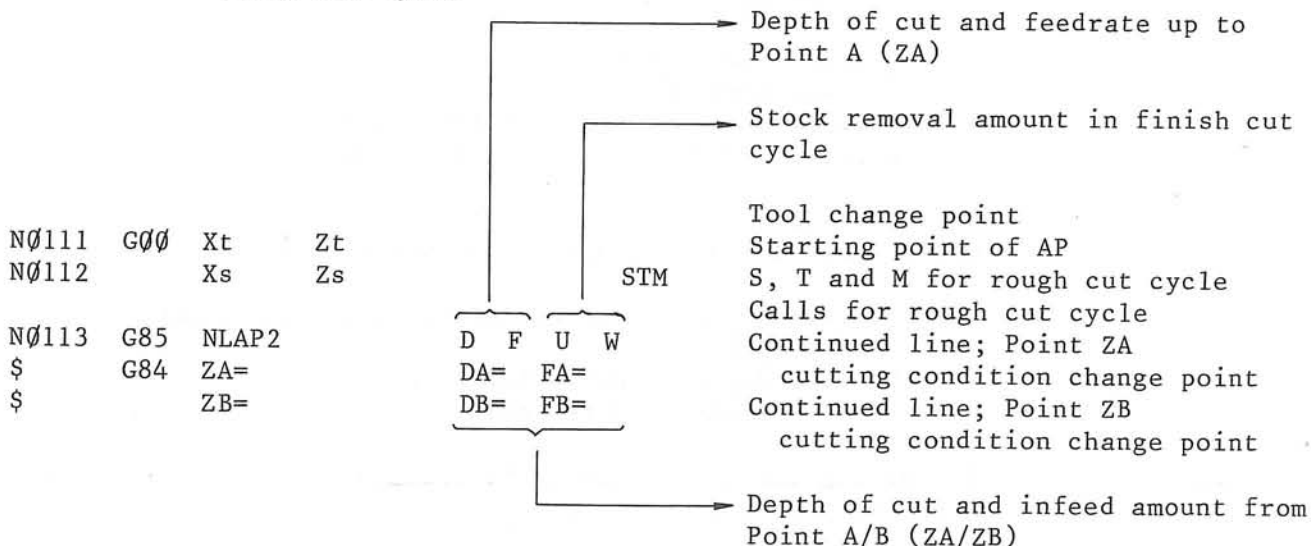 Depth of cut and feedrate up to
Point A (ZA)
Stock removal amount in finish cut
cycle
Tool change point
NØ111 GØØ Xt Zt Starting point of AP
NØ112 Xs Zs STM S, T and M for rough cut cycle
Calls for rough cut cycle
NØ113 G85 NLAP2 D F U W Continued line; Point ZA
$ G84 ZA= DA= FA= cutting condition change point
$ ZB= DB= FB= Continued line; Point ZB
cutting condition change point
Depth of cut and infeed amount from
Point A/B (ZA/ZB)